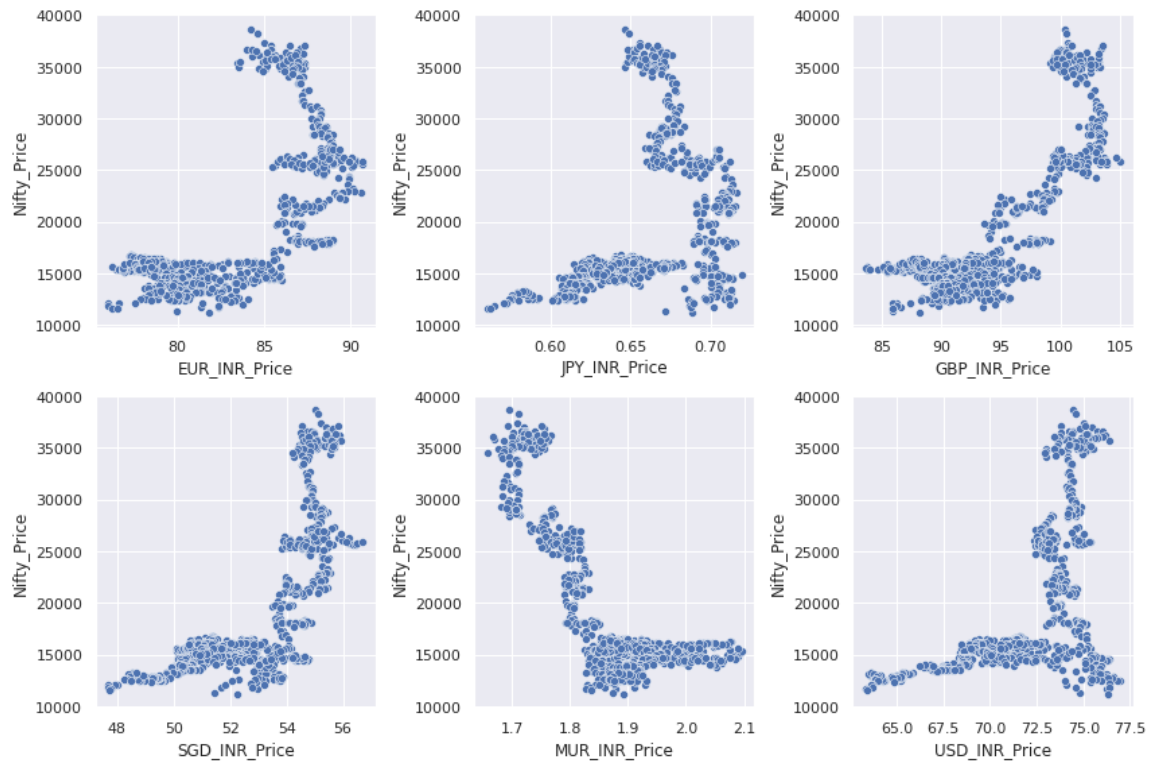 40000 40000 40000
35000 35000 35000
30000 30000 30000
25000 25000 25000
20000 20000 20000
15000 15000 15000
10000 10000 10000
Nifty_Price Nifty_Price Nifty_Price
80 85 90 0.60 0.65 0.70 85 90 95 100 105
EUR_INR_Price JPY_INR_Price GBP_INR_Price
40000 40000 40000
35000 35000 35000
30000 30000 30000
25000 25000 25000
20000 20000 20000
15000 15000 15000
10000 10000 10000
Nifty_Price Nifty_Price Nifty_Price
48 50 52 54 56 1.7 1.8 1.9 2.0 2.1 65.0 67.5 70.0 72.5 75.0 77.5
SGD_INR_Price MUR_INR_Price USD_INR_Price